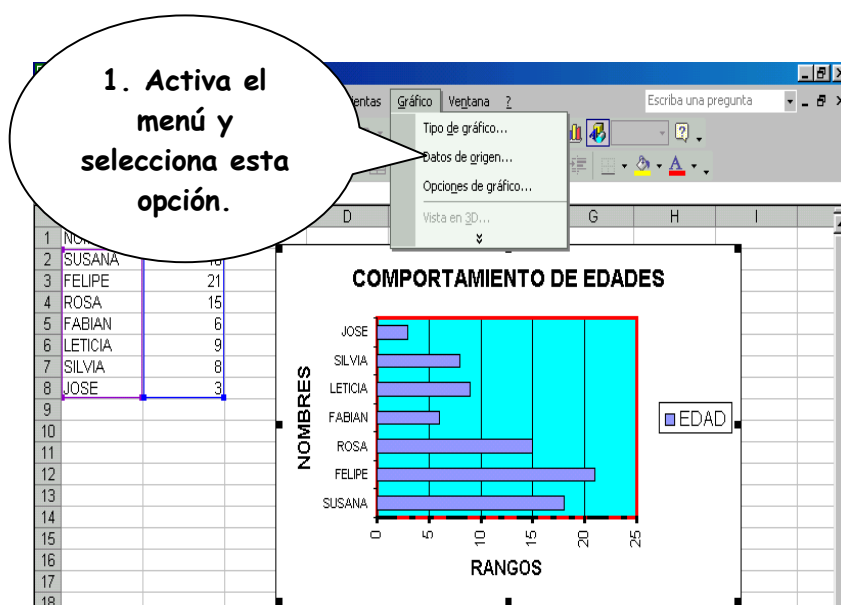 1. Activa el
menú y
selecciona esta
opción.
Gráfico Ventana ?
Escriba una pregunta
Tipo de gráfico...
Datos de origen...
Opciones de gráfico...
Vista en 3D...
D G H I
1
2 SUSANA
3 FELIPE 21
4 ROSA 15
5 FABIAN 6
6 LETICIA 9
7 SILVIA 8
8 JOSE 3
9
10
11
12
13
14
15
16
17
18
COMPORTAMIENTO DE EDADES
NOMBRES
JOSE
SILVIA
LETICIA
FABIAN
ROSA
FELIPE
SUSANA
0 5 10 15 20 25
RANGOS
EDAD